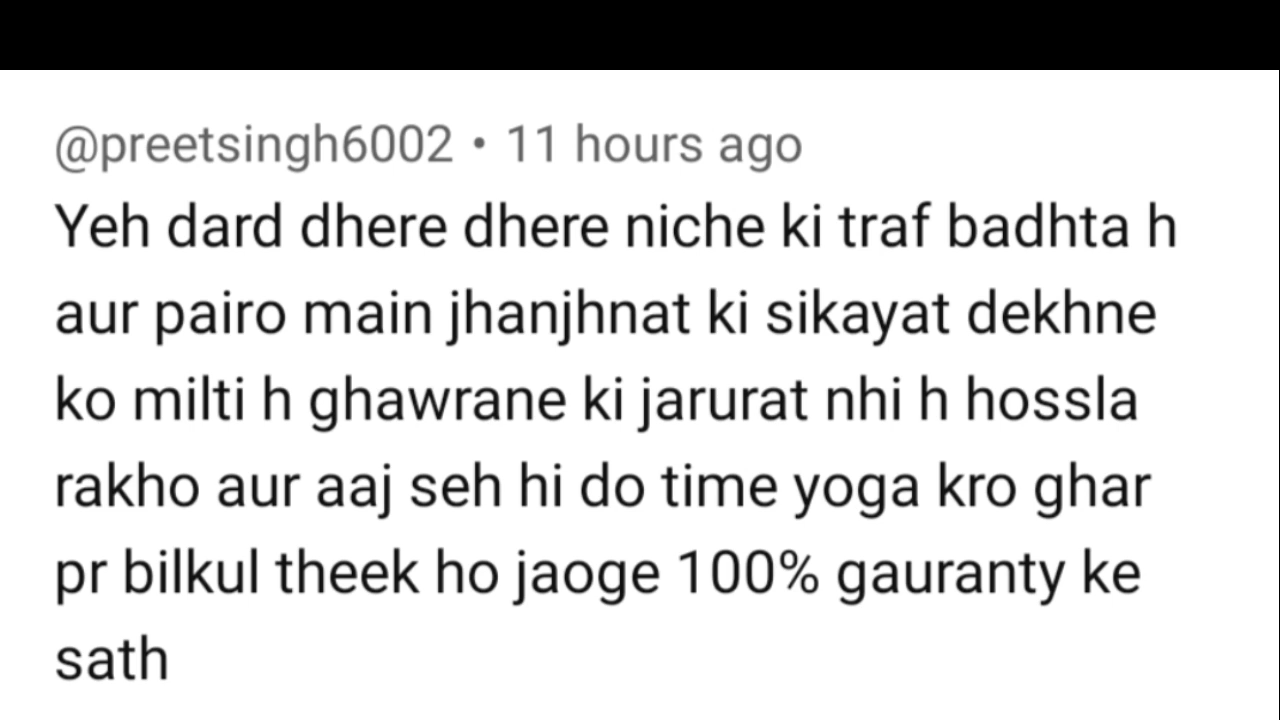 @preetsingh6002 • 11 hours ago
Yeh dard dhere dhere niche ki traf badhta h
aur pairo main jhanjhnat ki sikayat dekhne
ko milti h ghawrane ki jarurat nhi h hossla
rakho aur aaj seh hi do time yoga kro ghar
pr bilkul theek ho jaoge 100% gauranty ke
sath